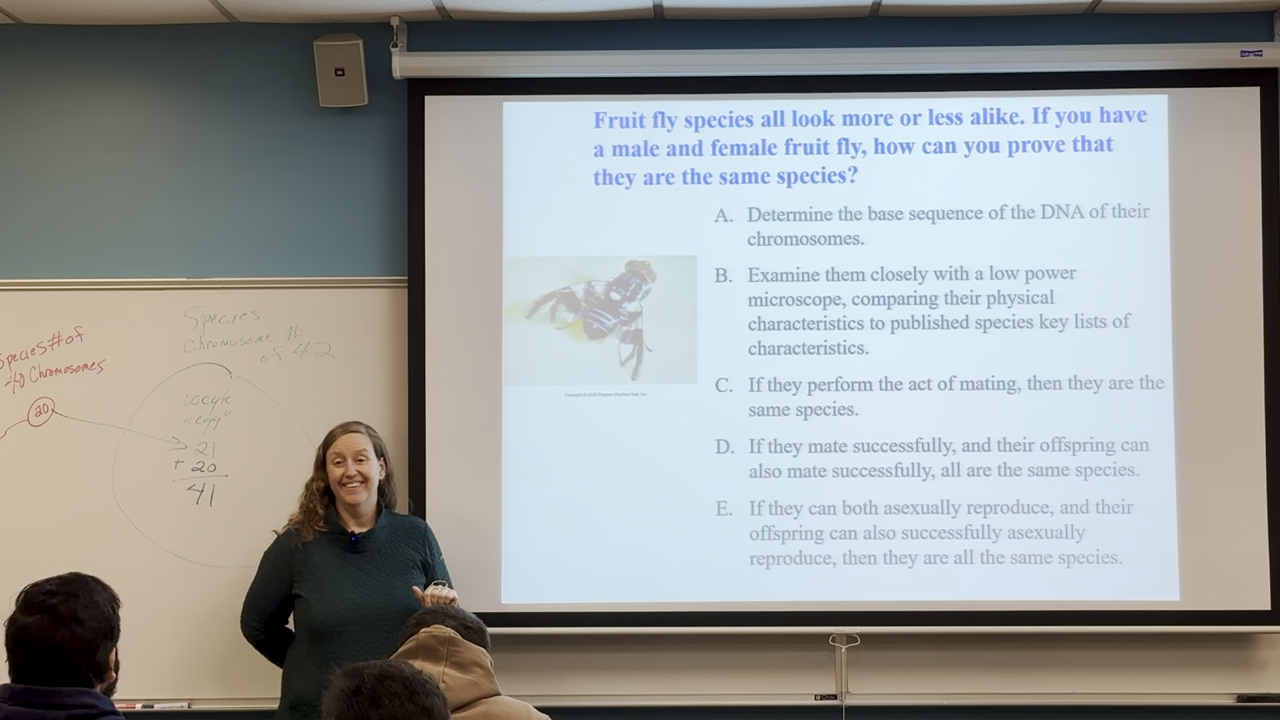 Fruit fly species all look more or less alike. If you have
a male and female fruit fly, how can you prove that
they are the same species?
A. Determine the base sequence of the DNA of their
chromosomes.
B. Examine them closely with a low power
microscope, comparing their physical
characteristics to published species key lists of
characteristics.
C. If they perform the act of mating, then they are the
same species.
D. If they mate successfully, and their offspring can
also mate successfully, all are the same species.
E. If they can both asexually reproduce, and their
offspring can also successfully asexually
reproduce, then they are all the same species.
Species # of
40 Chromosomes
20
Species
Chromosome #
of 42
oocyte
"egg"
21
+ 20
41